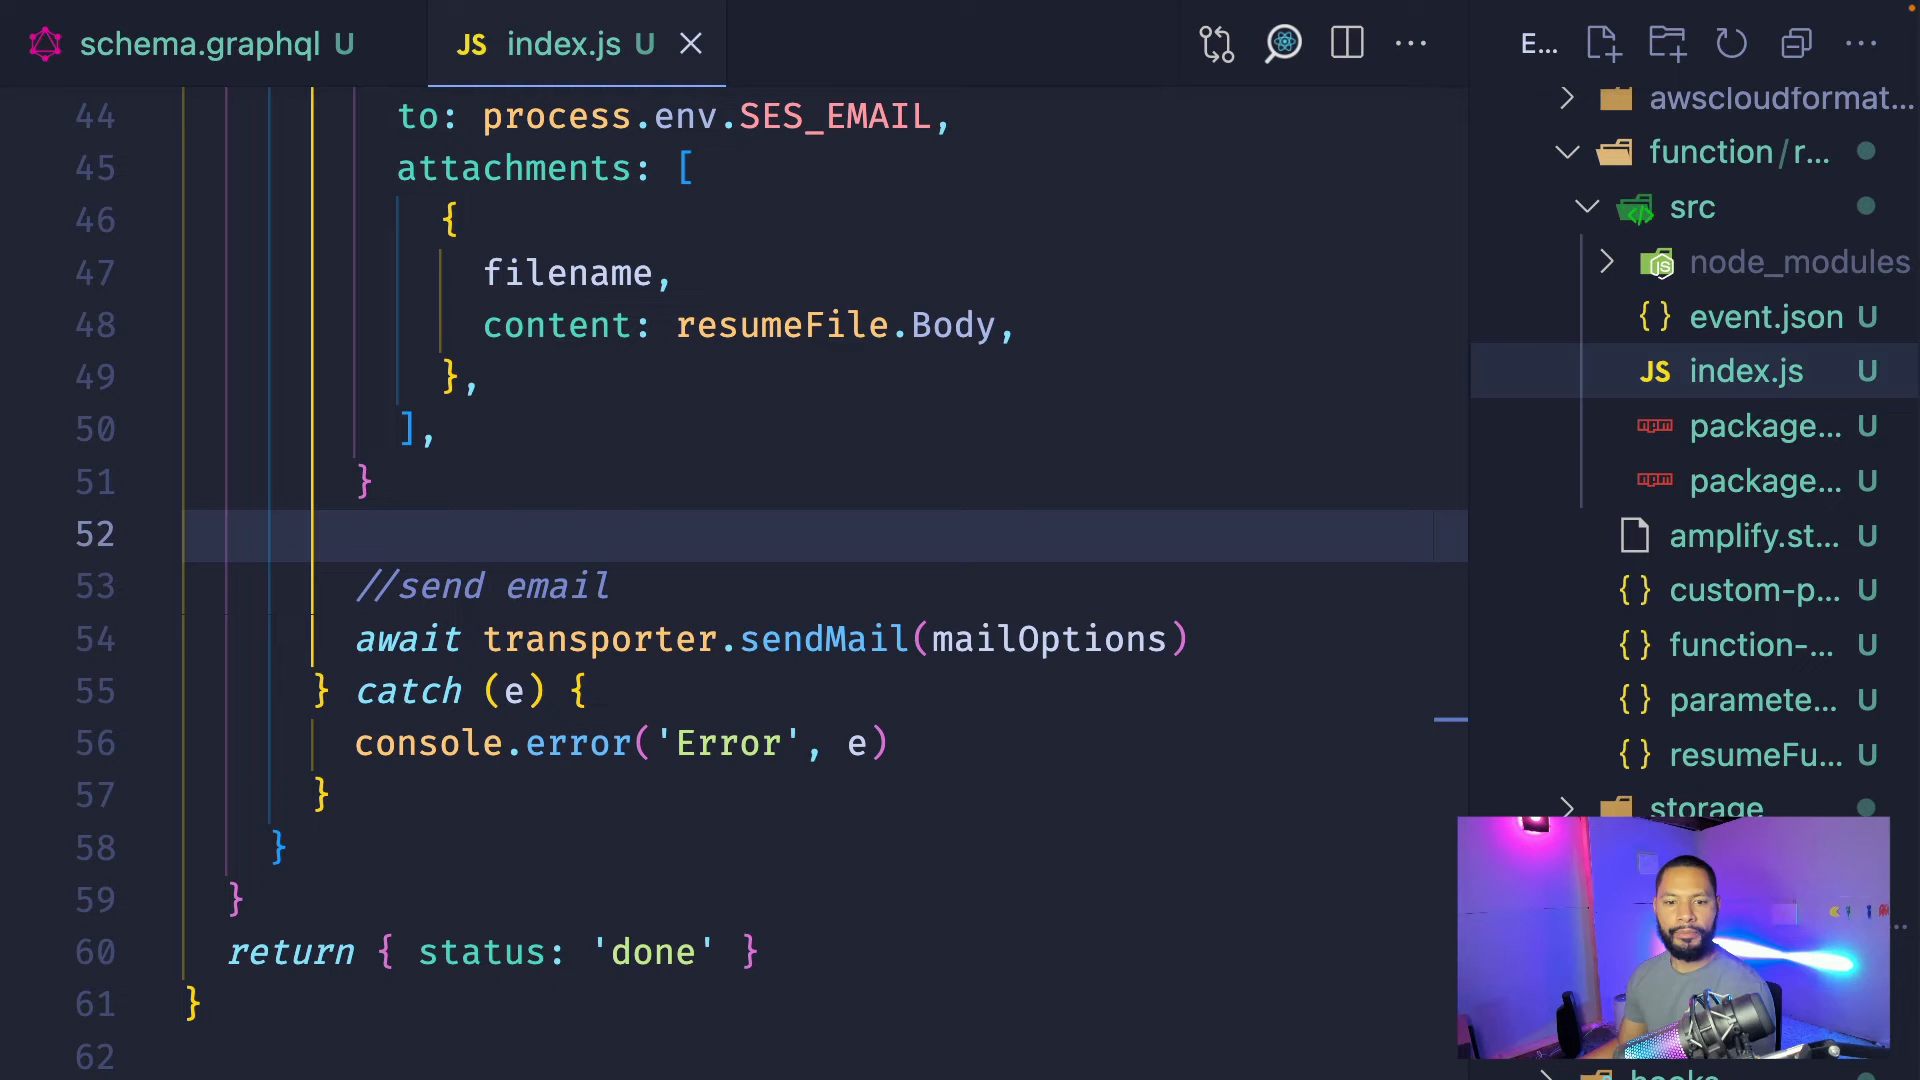 schema.graphql U
JS index.js U
E...
44 to: process.env.SES_EMAIL,
45 attachments: [
46 {
47 filename,
48 content: resumeFile.Body,
49 },
50 ],
51 }
52
53 //send email
54 await transporter.sendMail(mailOptions)
55 } catch (e) {
56 console.error('Error', e)
57 }
58 }
59 }
60 return { status: 'done' }
61 }
62
awscloudformat...
function/r...
src
node_modules
{} event.json U
JS index.js U
package... U
package... U
amplify.st... U
{} custom-p... U
{} function-... U
{} paramete... U
{} resumeFu... U
storage
hooks